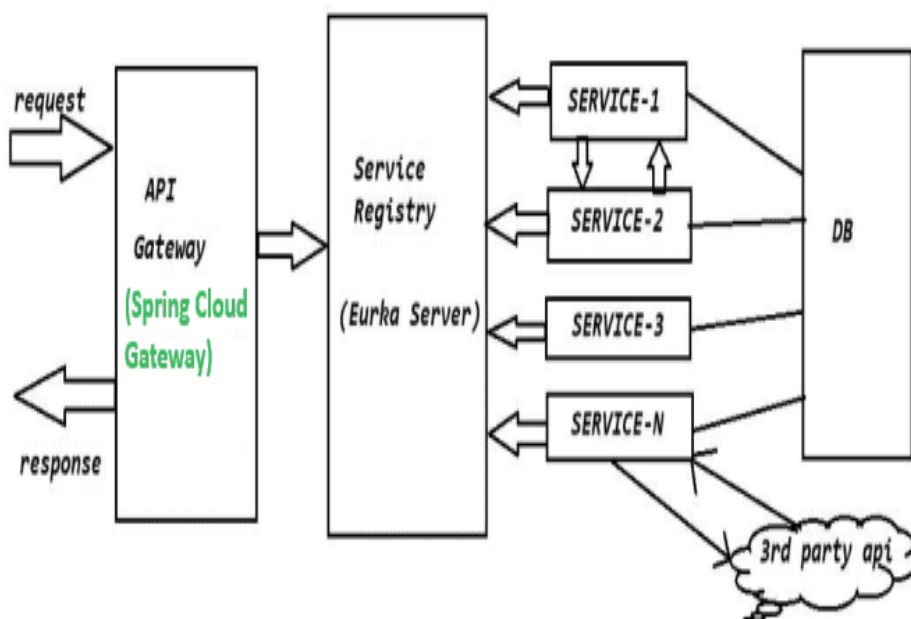 request
API
Gateway
(Spring Cloud
Gateway)
response
Service
Registry
(Eurka Server)
SERVICE-1
SERVICE-2
SERVICE-3
SERVICE-N
DB
3rd party api